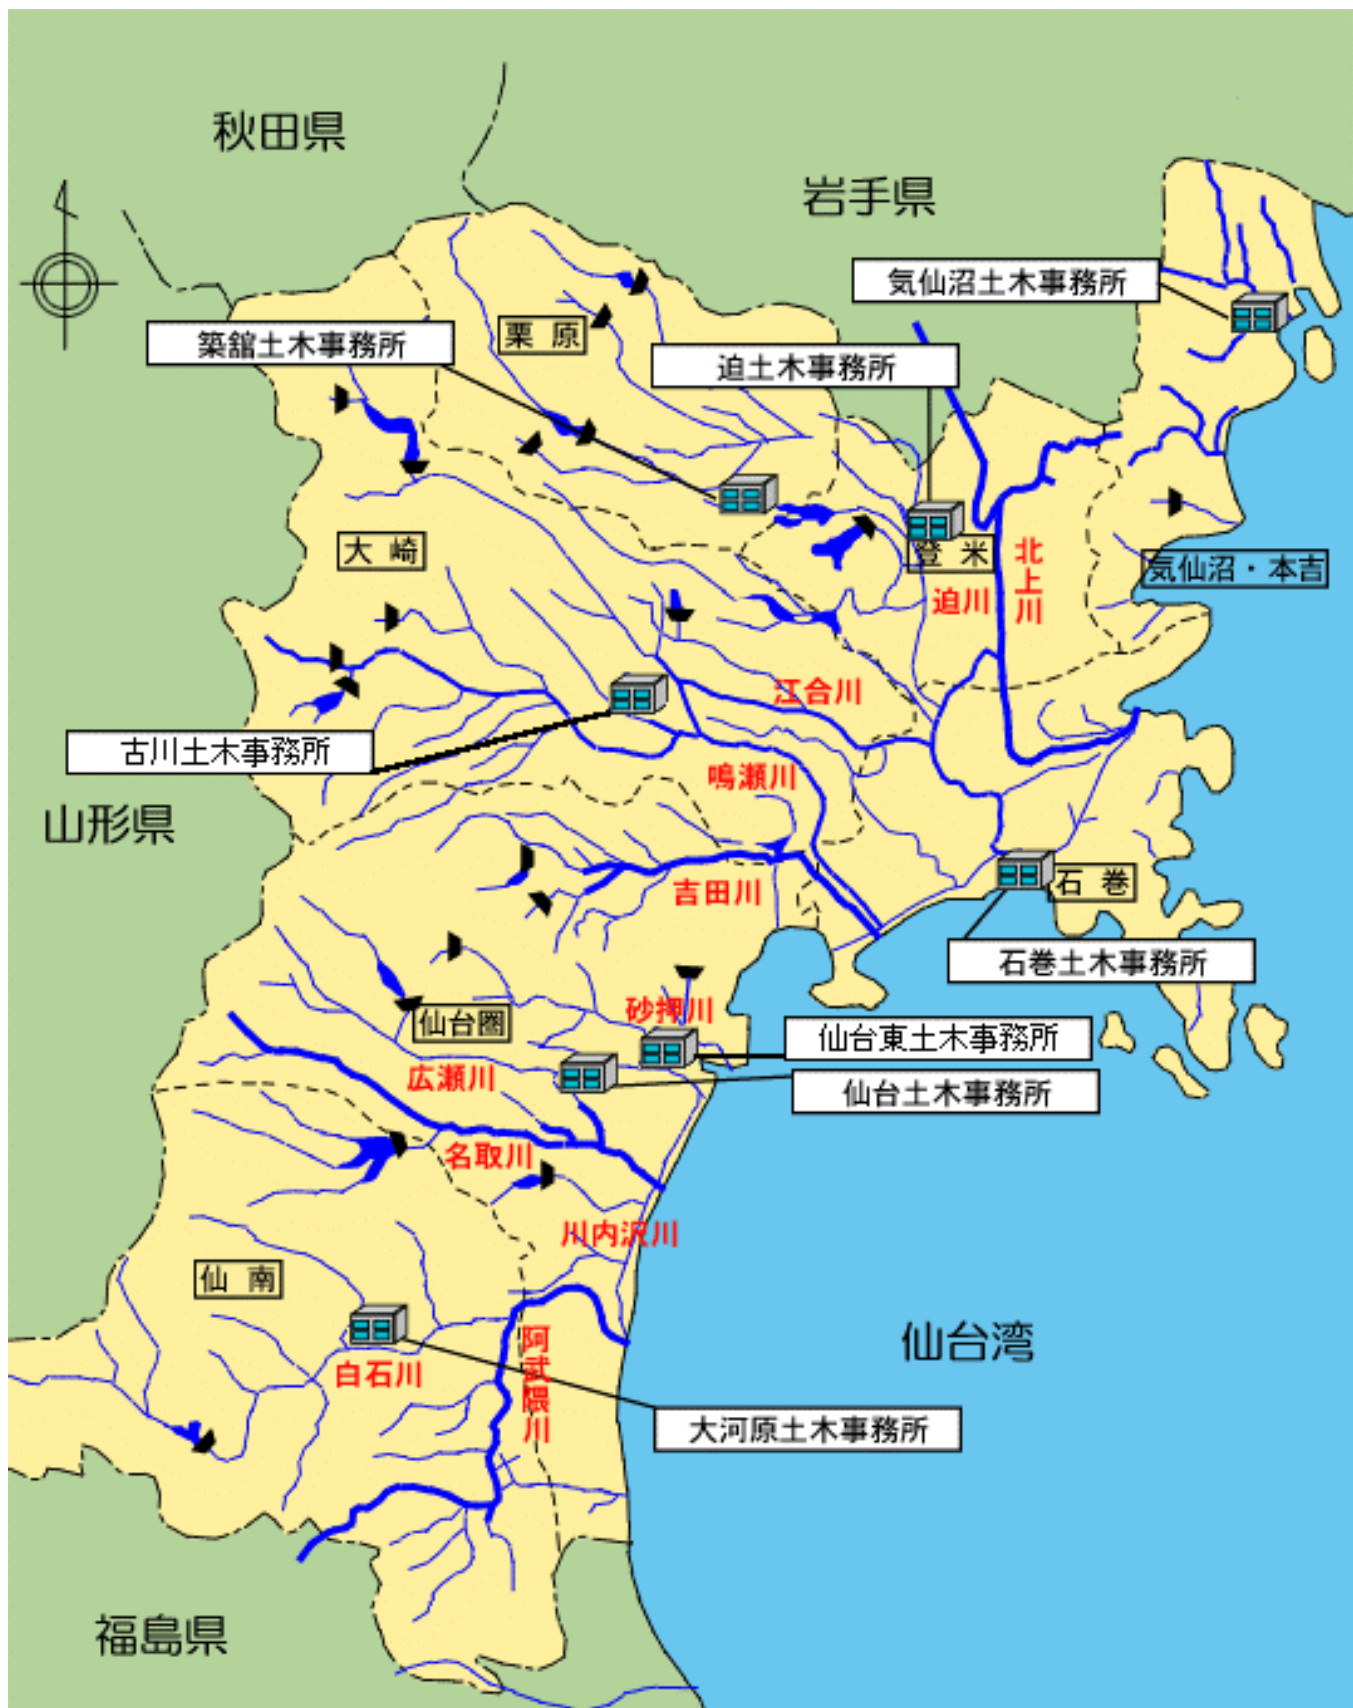 秋田県
岩手県
気仙沼土木事務所
築舘土木事務所
栗原
迫土木事務所
大崎
登米
北上川
気仙沼・本吉
迫川
江合川
古川土木事務所
鳴瀬川
山形県
吉田川
石巻
石巻土木事務所
砂押川
仙台圏
仙台東土木事務所
広瀬川
仙台土木事務所
名取川
川内沢川
仙南
阿武隈川
仙台湾
白石川
大河原土木事務所
福島県